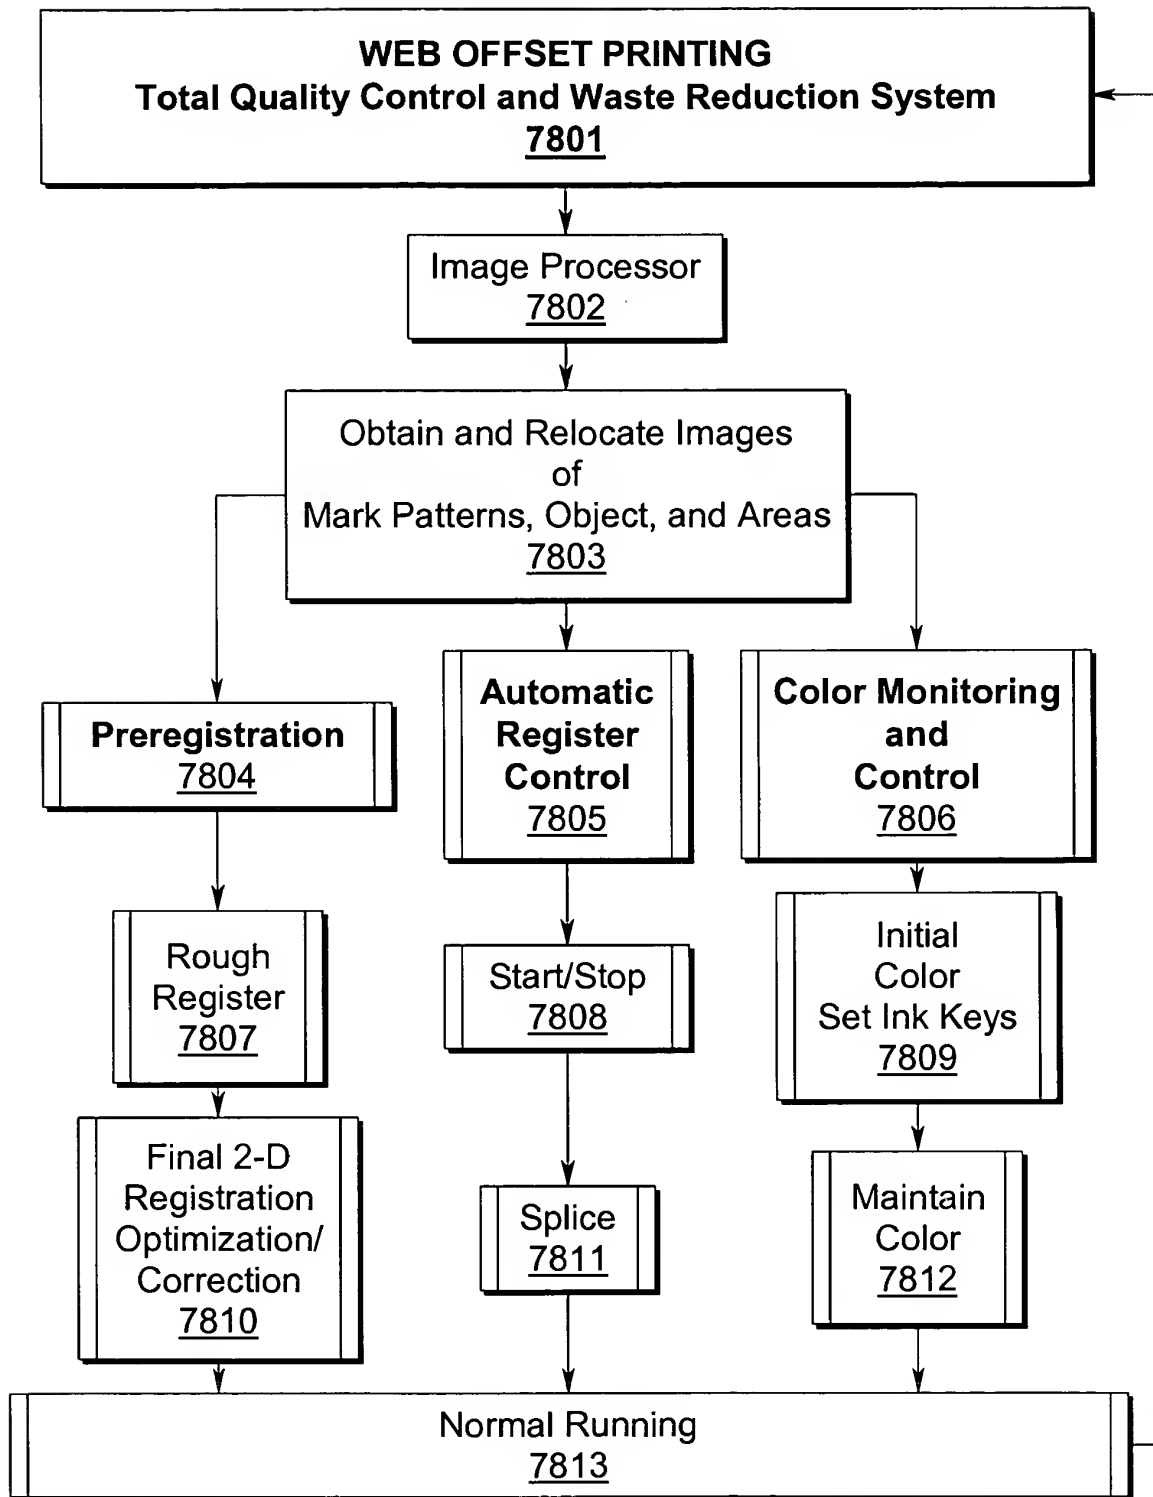 WEB OFFSET PRINTING
Total Quality Control and Waste Reduction System
7801
Image Processor
7802
Obtain and Relocate Images
of
Mark Patterns, Object, and Areas
7803
Preregistration
7804
Automatic
Register
Control
7805
Color Monitoring
and
Control
7806
Rough
Register
7807
Start/Stop
7808
Initial
Color
Set Ink Keys
7809
Final 2-D
Registration
Optimization/
Correction
7810
Splice
7811
Maintain
Color
7812
Normal Running
7813